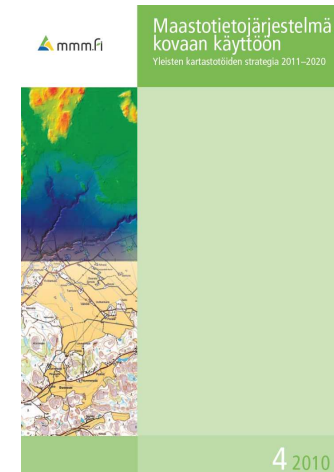 mmm.fi
Maastotietojärjestelmä
kovaan käyttöön
Yleisten kartastotöiden strategia 2011–2020
4 2010